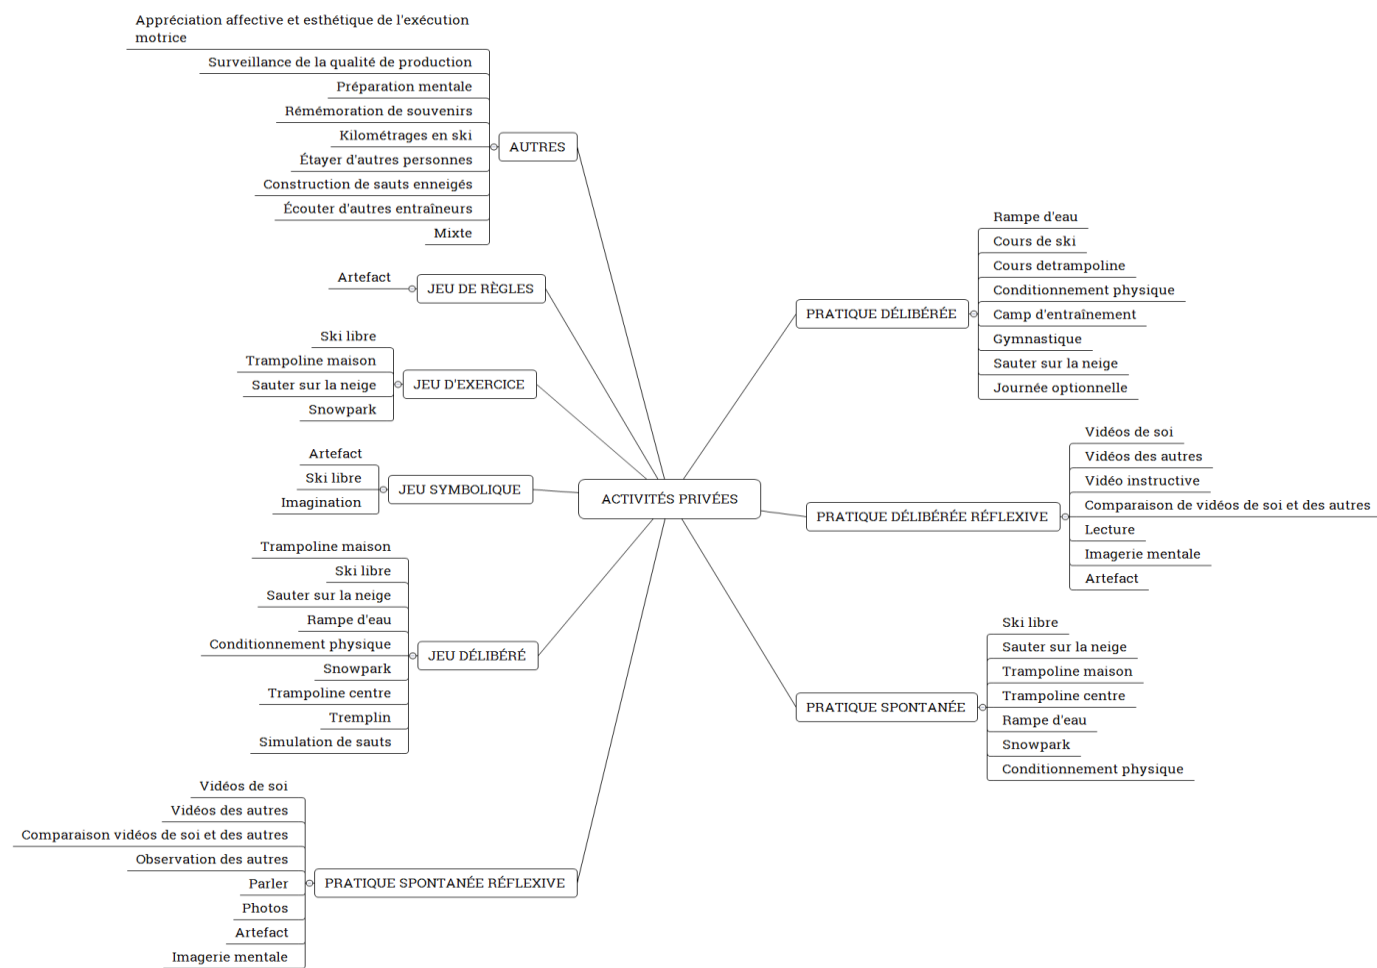 Appréciation affective et esthétique de l'exécution
motrice
Surveillance de la qualité de production
Préparation mentale
Rémémoration de souvenirs
Kilométrages en ski
Étayer d'autres personnes
Construction de sauts enneigés
Écouter d'autres entraîneurs
Mixte
AUTRES
Artefact
JEU DE RÈGLES
Ski libre
Trampoline maison
Sauter sur la neige
Snowpark
JEU D'EXERCICE
Artefact
Ski libre
Imagination
JEU SYMBOLIQUE
Trampoline maison
Ski libre
Sauter sur la neige
Rampe d'eau
Conditionnement physique
Snowpark
Trampoline centre
Tremplin
Simulation de sauts
JEU DÉLIBÉRÉ
Vidéos de soi
Vidéos des autres
Comparaison vidéos de soi et des autres
Observation des autres
Parler
Photos
Artefact
Imagerie mentale
PRATIQUE SPONTANÉE RÉFLEXIVE
ACTIVITÉS PRIVÉES
PRATIQUE DÉLIBÉRÉE
Rampe d'eau
Cours de ski
Cours detrampoline
Conditionnement physique
Camp d'entraînement
Gymnastique
Sauter sur la neige
Journée optionnelle
PRATIQUE DÉLIBÉRÉE RÉFLEXIVE
Vidéos de soi
Vidéos des autres
Vidéo instructive
Comparaison de vidéos de soi et des autres
Lecture
Imagerie mentale
Artefact
PRATIQUE SPONTANÉE
Ski libre
Sauter sur la neige
Trampoline maison
Trampoline centre
Rampe d'eau
Snowpark
Conditionnement physique